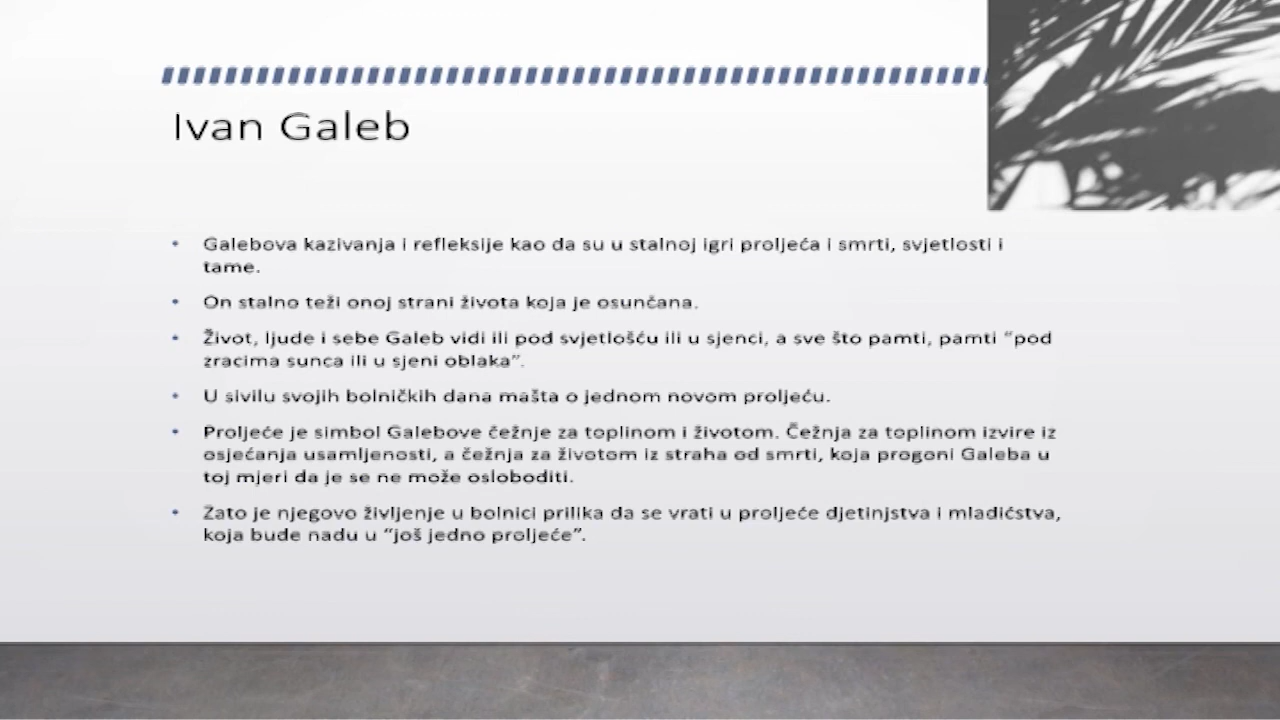 Ivan Galeb
• Galebova kazivanja i refleksije kao da su u stalnoj igri proljeća i smrti, svjetlosti i
tame.
• On stalno teži onoj strani života koja je osunčana.
• Život, ljude i sebe Galeb vidi ili pod svjetlošću ili u sjenci, a sve što pamti, pamti “pod
zracima sunca ili u sjeni oblaka”.
• U sivilu svojih bolničkih dana mašta o jednom novom proljeću.
• Proljeće je simbol Galebove čežnje za toplinom i životom. Čežnja za toplinom izvire iz
osjećanja usamljenosti, a čežnja za životom iz straha od smrti, koja progoni Galeba u
toj mjeri da je se ne može osloboditi.
• Zato je njegovo življenje u bolnici prilika da se vrati u proljeće djetinjstva i mladićstva,
koja bude nadu u “još jedno proljeće”.